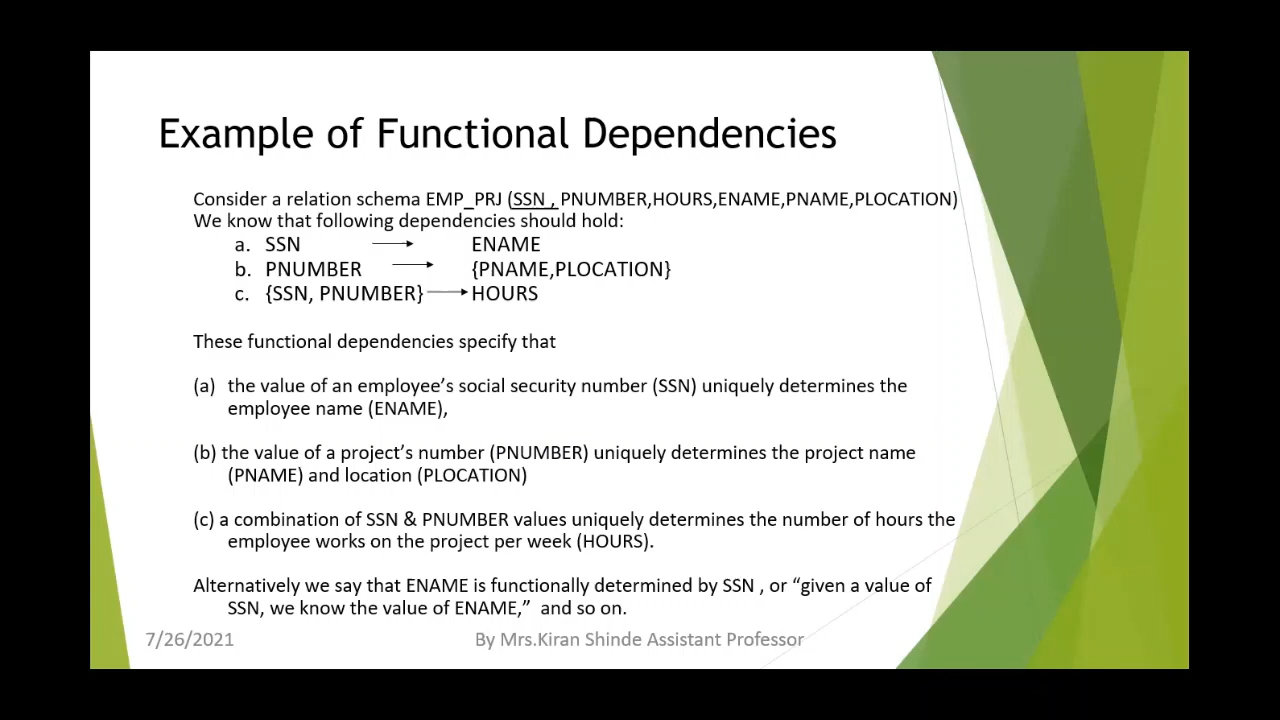 Example of Functional Dependencies
Consider a relation schema EMP_PRJ (SSN , PNUMBER,HOURS,ENAME,PNAME,PLOCATION)
We know that following dependencies should hold:
a. SSN → ENAME
b. PNUMBER → {PNAME,PLOCATION}
c. {SSN, PNUMBER} → HOURS
These functional dependencies specify that
(a) the value of an employee’s social security number (SSN) uniquely determines the
employee name (ENAME),
(b) the value of a project’s number (PNUMBER) uniquely determines the project name
(PNAME) and location (PLOCATION)
(c) a combination of SSN & PNUMBER values uniquely determines the number of hours the
employee works on the project per week (HOURS).
Alternatively we say that ENAME is functionally determined by SSN , or “given a value of
SSN, we know the value of ENAME,” and so on.
7/26/2021 By Mrs.Kiran Shinde Assistant Professor